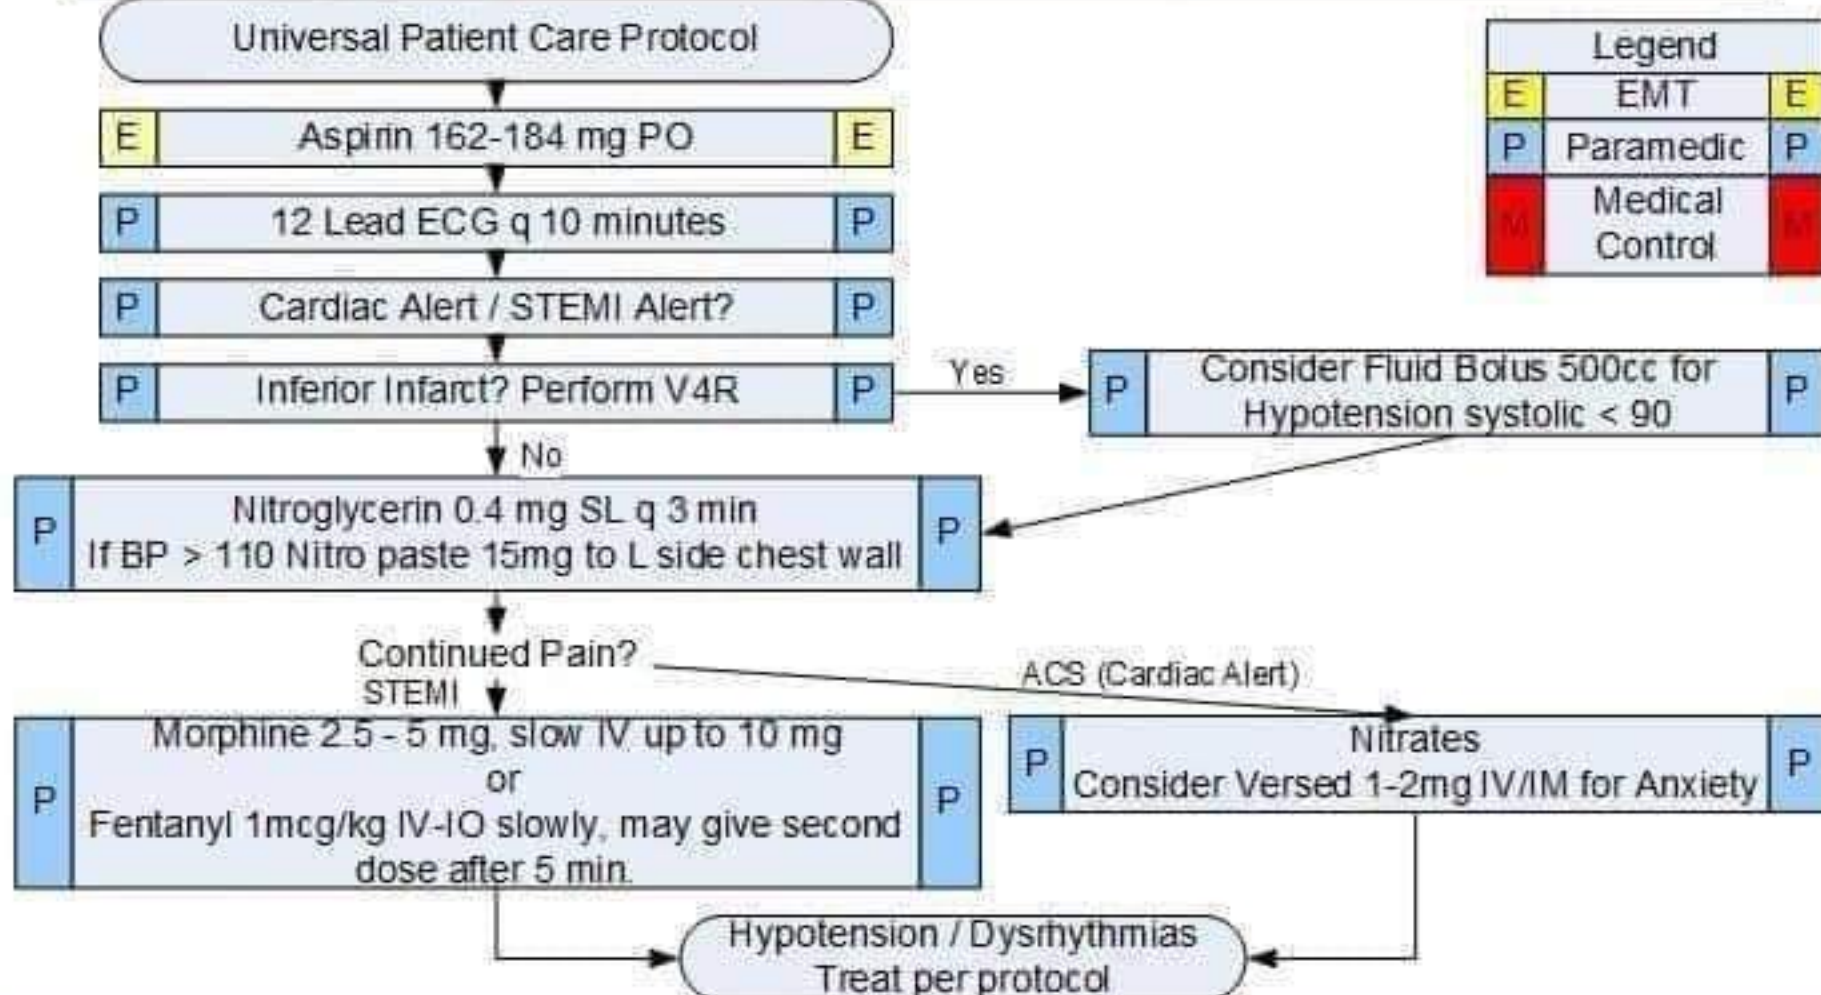 Universal Patient Care Protocol
E Aspirin 162-184 mg PO E
P 12 Lead ECG q 10 minutes P
P Cardiac Alert / STEMI Alert? P
P Inferior Infarct? Perform V4R P
Yes
P Consider Fluid Bolus 500cc for P
Hypotension systolic < 90
No
P Nitroglycerin 0.4 mg SL q 3 min P
If BP > 110 Nitro paste 15mg to L side chest wall
Continued Pain?
STEMI
ACS (Cardiac Alert)
P Morphine 2.5 - 5 mg, slow IV up to 10 mg P
or
Fentanyl 1mcg/kg IV-IO slowly, may give second
dose after 5 min.
P Nitrates P
Consider Versed 1-2mg IV/IM for Anxiety
Hypotension / Dysrhythmias
Treat per protocol
Legend
E EMT E
P Paramedic P
M Medical M
Control